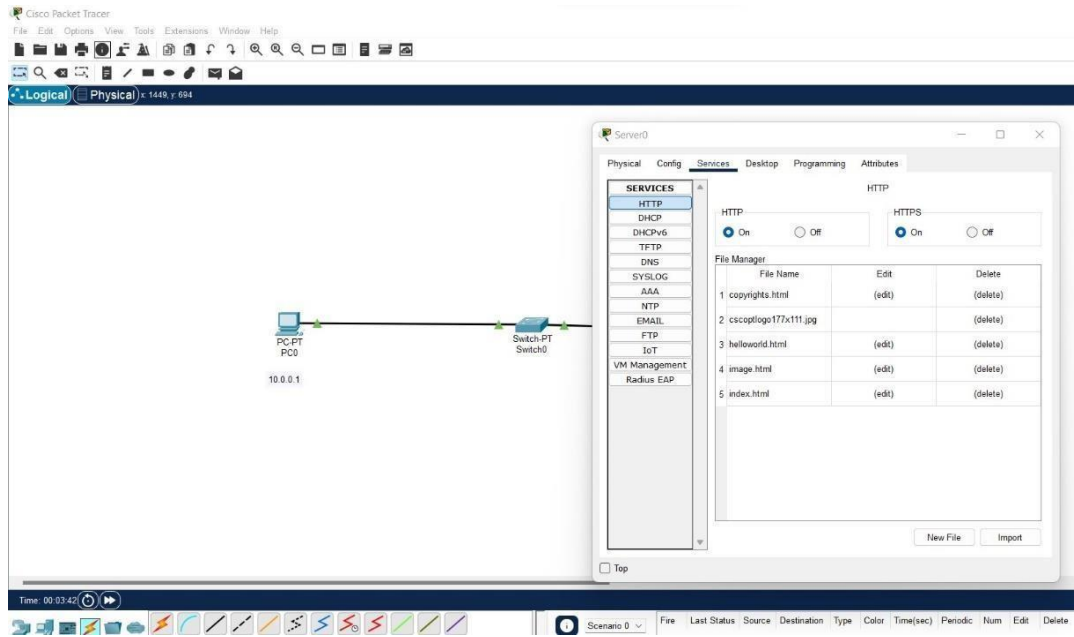 Cisco Packet Tracer
File Edit Options View Tools Extensions Window Help
Logical Physical x: 1449, y: 694
Server0
Physical Config Services Desktop Programming Attributes
SERVICES
HTTP
DHCP
DHCPv6
TFTP
DNS
SYSLOG
AAA
NTP
EMAIL
FTP
IoT
VM Management
Radius EAP
HTTP
HTTP
On Off
HTTPS
On Off
File Manager
File Name Edit Delete
1 copyrights.html (edit) (delete)
2 cscoptlogo177x111.jpg (delete)
3 helloworld.html (edit) (delete)
4 image.html (edit) (delete)
5 index.html (edit) (delete)
New File Import
Top
PC-PT
PC0
10.0.0.1
Switch-PT
Switch0
Time: 00:03:42
Scenario 0 Fire Last Status Source Destination Type Color Time(sec) Periodic Num Edit Delete